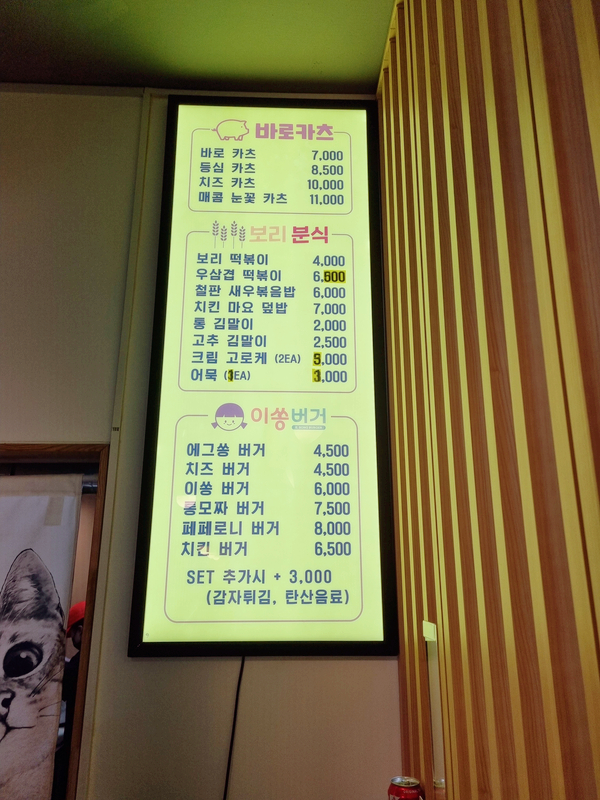 바로카츠
바로 카츠 7,000
등심 카츠 8,500
치즈 카츠 10,000
매콤 눈꽃 카츠 11,000
보리 분식
보리 떡볶이 4,000
우삼겹 떡볶이 6,500
철판 새우볶음밥 6,000
치킨 마요 덮밥 7,000
통 김말이 2,000
고추 김말이 2,500
크림 고로케 (2EA) 5,000
어묵 (3EA) 3,000
이쏭버거
에그쏭 버거 4,500
치즈 버거 4,500
이쏭 버거 6,000
통모짜 버거 7,500
페페로니 버거 8,000
치킨 버거 6,500
SET 추가시 + 3,000
(감자튀김, 탄산음료)